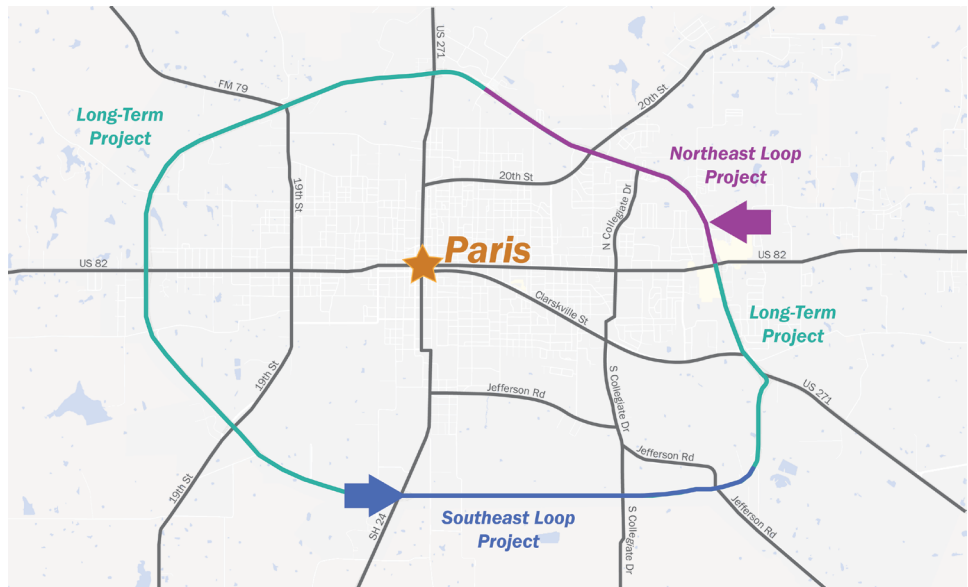 US 271
FM 79
20th St
Long-Term
Project
Northeast Loop
Project
20th St
19th St
N Collegiate Dr
Paris
US 82
US 82
Clarskville St
Long-Term
Project
19th St
Jefferson Rd
S Collegiate Dr
US 271
Jefferson Rd
19th St
SH 24
Southeast Loop
Project
S Collegiate Dr
Jefferson Rd